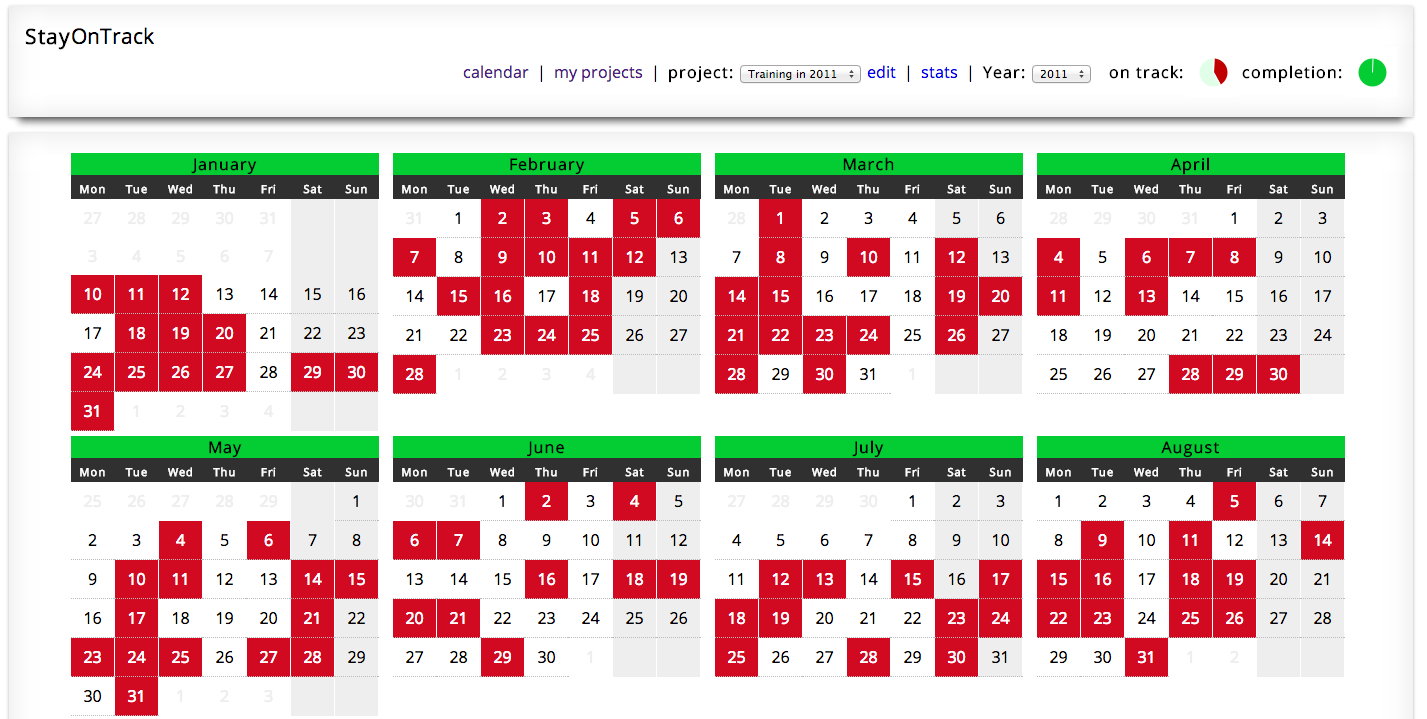 StayOnTrack
calendar | my projects | project: Training in 2011 edit | stats | Year: 2011 on track: completion:
January February March April
Mon Tue Wed Thu Fri Sat Sun Mon Tue Wed Thu Fri Sat Sun Mon Tue Wed Thu Fri Sat Sun Mon Tue Wed Thu Fri Sat Sun
27 28 29 30 31 31 1 2 3 4 5 6 28 1 2 3 4 5 6 28 29 30 31 1 2 3
3 4 5 6 7 7 8 9 10 11 12 13 7 8 9 10 11 12 13 4 5 6 7 8 9 10
10 11 12 13 14 15 16 14 15 16 17 18 19 20 14 15 16 17 18 19 20 11 12 13 14 15 16 17
17 18 19 20 21 22 23 21 22 23 24 25 26 27 21 22 23 24 25 26 27 18 19 20 21 22 23 24
24 25 26 27 28 29 30 28 1 2 3 4 28 29 30 31 1 25 26 27 28 29 30
31 1 2 3 4
May June July August
Mon Tue Wed Thu Fri Sat Sun Mon Tue Wed Thu Fri Sat Sun Mon Tue Wed Thu Fri Sat Sun Mon Tue Wed Thu Fri Sat Sun
25 26 27 28 29 1 30 31 1 2 3 4 5 27 28 29 30 1 2 3 1 2 3 4 5 6 7
2 3 4 5 6 7 8 6 7 8 9 10 11 12 4 5 6 7 8 9 10 8 9 10 11 12 13 14
9 10 11 12 13 14 15 13 14 15 16 17 18 19 11 12 13 14 15 16 17 15 16 17 18 19 20 21
16 17 18 19 20 21 22 20 21 22 23 24 25 26 18 19 20 21 22 23 24 22 23 24 25 26 27 28
23 24 25 26 27 28 29 27 28 29 30 1 25 26 27 28 29 30 31 29 30 31 1 2
30 31 1 2 3